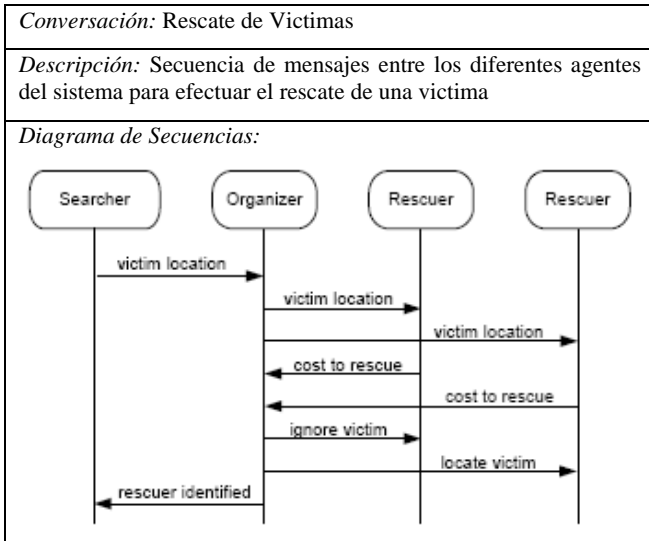 Conversación: Rescate de Victimas
Descripción: Secuencia de mensajes entre los diferentes agentes
del sistema para efectuar el rescate de una victima
Diagrama de Secuencias:
Searcher
Organizer
Rescuer
Rescuer
victim location
victim location
victim location
cost to rescue
cost to rescue
ignore victim
locate victim
rescuer identified